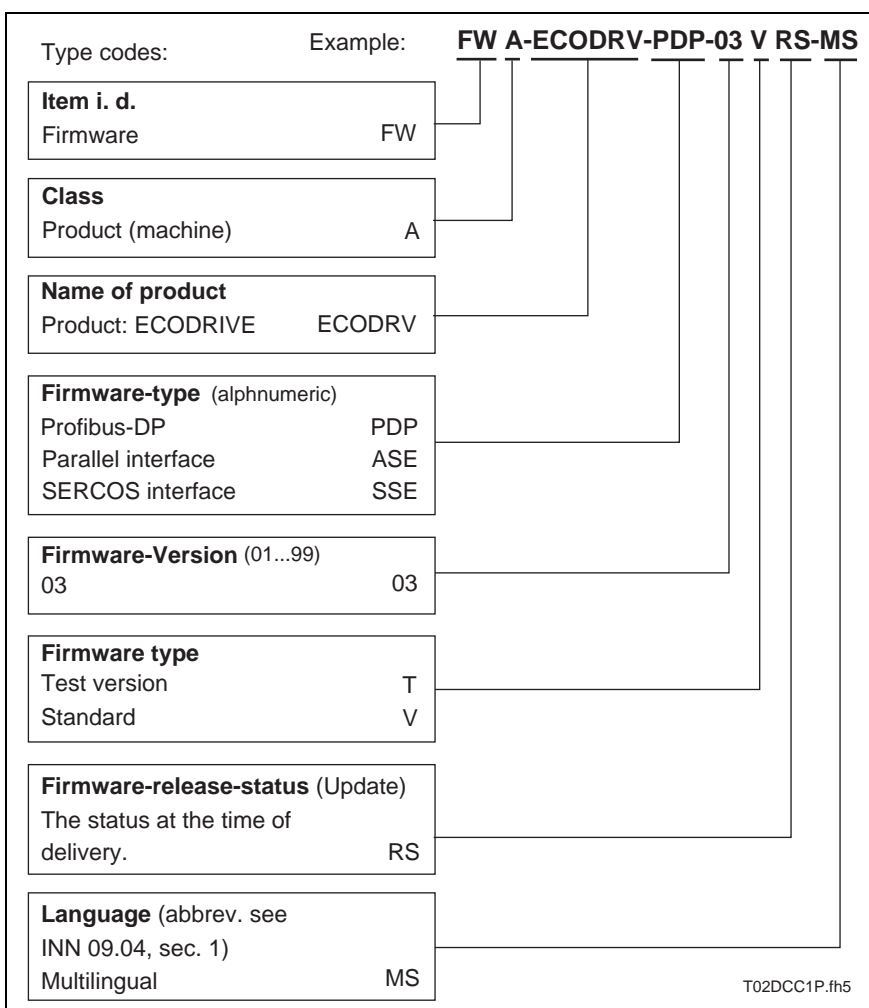 Type codes: Example: FW A-ECODRV-PDP-03 V RS-MS
Item i. d.
Firmware FW
Class
Product (machine) A
Name of product
Product: ECODRIVE ECODRV
Firmware-type (alphnumeric)
Profibus-DP PDP
Parallel interface ASE
SERCOS interface SSE
Firmware-Version (01...99)
03 03
Firmware type
Test version T
Standard V
Firmware-release-status (Update)
The status at the time of
delivery. RS
Language (abbrev. see
INN 09.04, sec. 1)
Multilingual MS
T02DCC1P.fh5